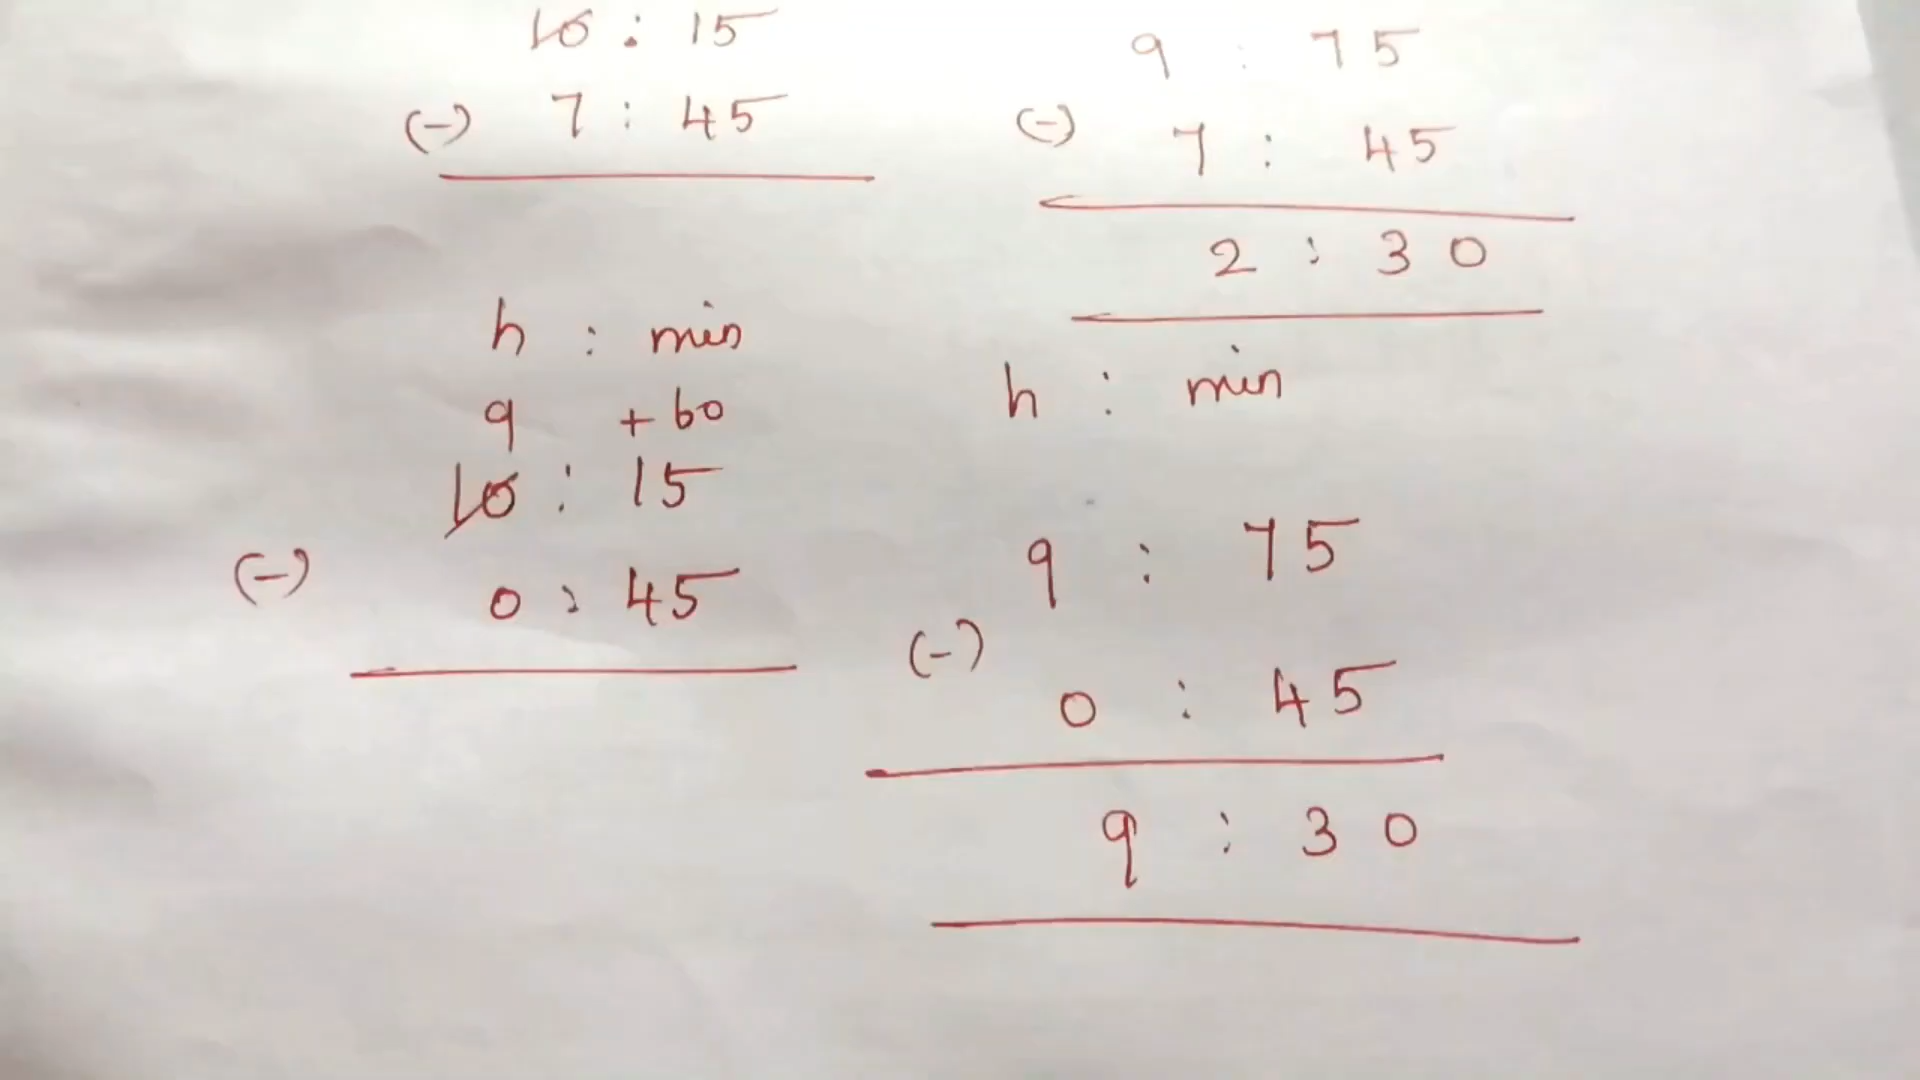 10 : 15
(-) 7 : 45
9 : 75
(-) 7 : 45
2 : 30
h : min
9 +60
10 : 15
(-) 0 : 45
h : min
9 : 75
(-) 0 : 45
9 : 30